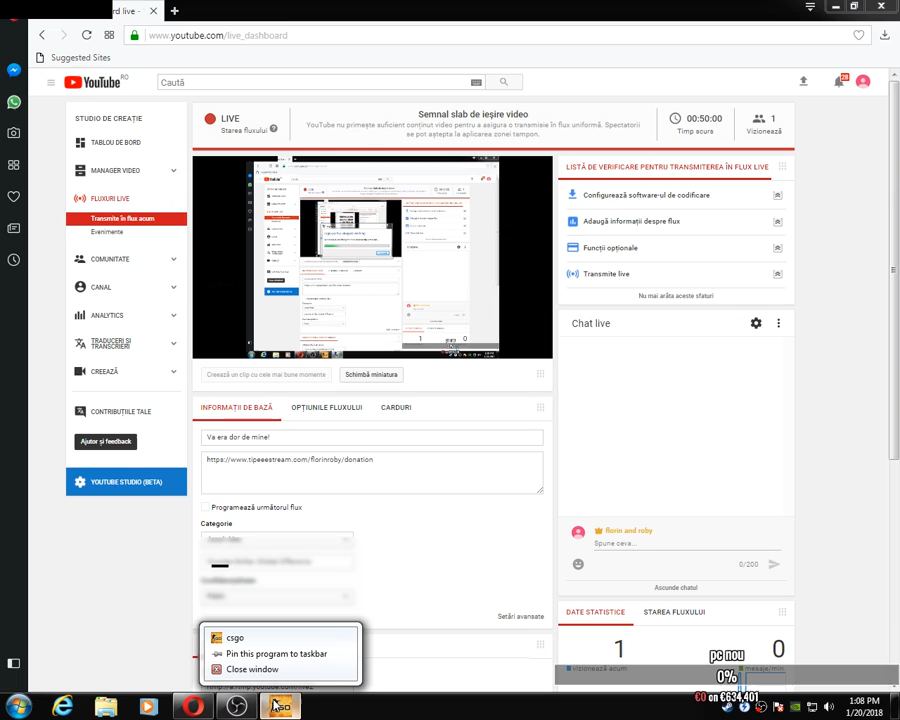 rd live -
www.youtube.com/live_dashboard
Suggested Sites
YouTube RO
Caută
28
STUDIO DE CREAȚIE
TABLOU DE BORD
MANAGER VIDEO
FLUXURI LIVE
Transmite în flux acum
Evenimente
COMUNITATE
CANAL
ANALYTICS
TRADUCERI ȘI
TRANSCRIERI
CREEAZĂ
CONTRIBUȚIILE TALE
Ajutor și feedback
YOUTUBE STUDIO (BETA)
LIVE
Starea fluxului
Semnal slab de ieșire video
YouTube nu primește suficient conținut video pentru a asigura o transmisie în flux uniformă. Spectatorii
se pot aștepta la aplicarea zonei tampon.
00:50:00
Timp scurs
1
Vizionează
Creează un clip cu cele mai bune momente
Schimbă miniatura
INFORMAȚII DE BAZĂ
OPȚIUNILE FLUXULUI
CARDURI
Va era dor de mine!
https://www.tipeeestream.com/florinroby/donation
Programează următorul flux
Categorie
Setări avansate
LISTĂ DE VERIFICARE PENTRU TRANSMITEREA ÎN FLUX LIVE
Configurează software-ul de codificare
Adaugă informații despre flux
Funcții opționale
Transmite live
Nu mai arăta aceste sfaturi
Chat live
florin and roby
Spune ceva...
0/200
Ascunde chatul
DATE STATISTICE
STAREA FLUXULUI
1
0
vizionează acum
mesaje/min
pc nou
0%
€0 din €634,401
csgo
Pin this program to taskbar
Close window
1:08 PM
1/20/2018